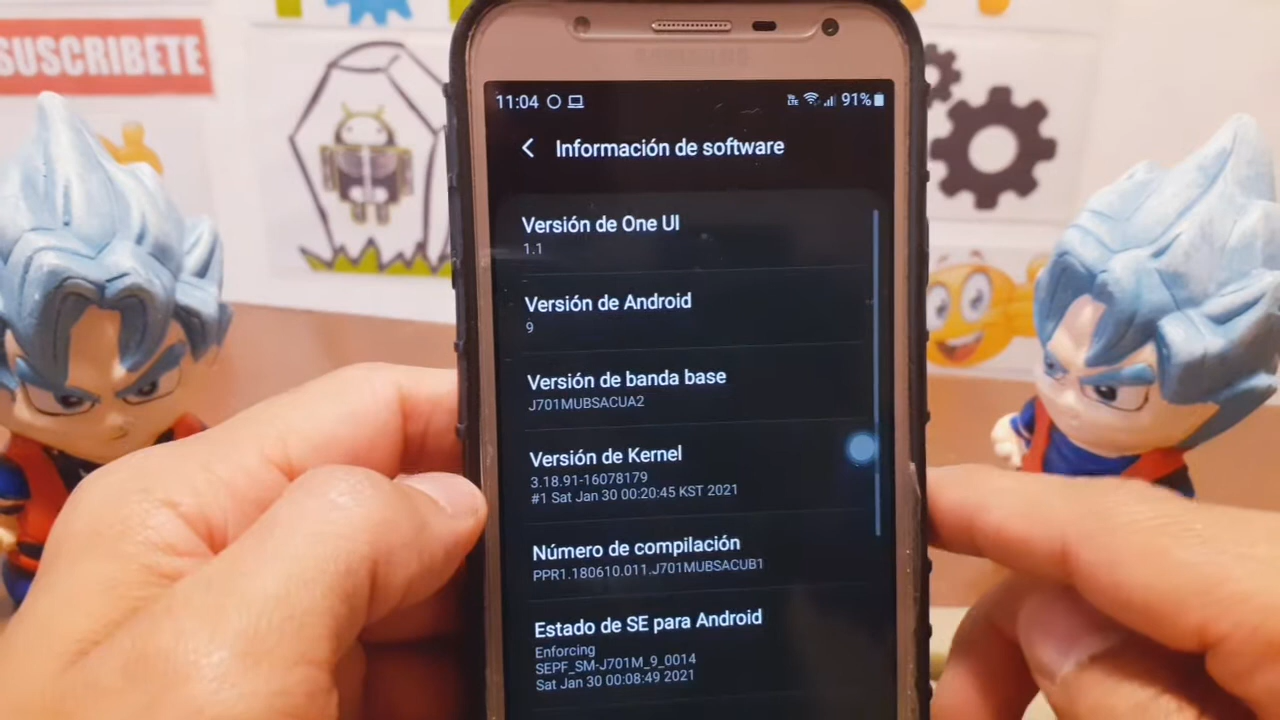 SUSCRIBETE
SAMSUNG
11:04
VoLTE 91%
Información de software
Versión de One UI
1.1
Versión de Android
9
Versión de banda base
J701MUBSACUA2
Versión de Kernel
3.18.91-16078179
#1 Sat Jan 30 00:20:45 KST 2021
Número de compilación
PPR1.180610.011.J701MUBSACUB1
Estado de SE para Android
Enforcing
SEPF_SM-J701M_9_0014
Sat Jan 30 00:08:49 2021